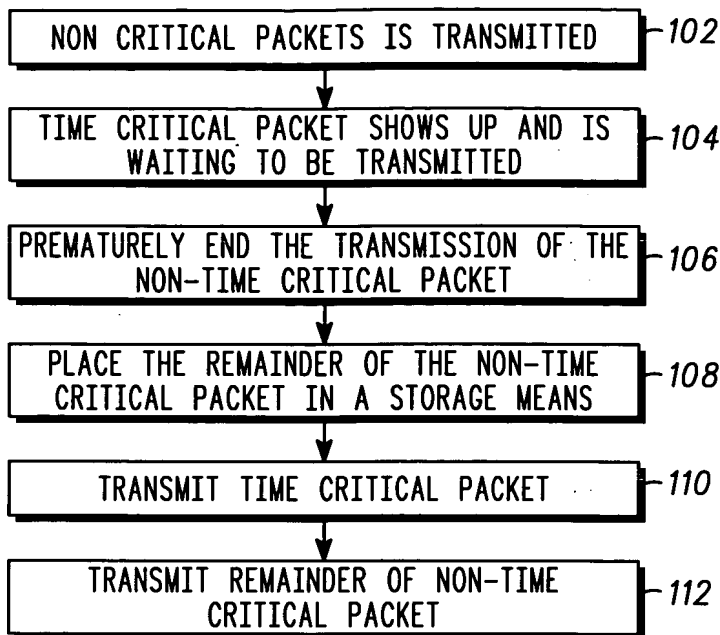 NON CRITICAL PACKETS IS TRANSMITTED
102
TIME CRITICAL PACKET SHOWS UP AND IS
WAITING TO BE TRANSMITTED
104
PREMATURELY END THE TRANSMISSION OF THE
NON-TIME CRITICAL PACKET
106
PLACE THE REMAINDER OF THE NON-TIME
CRITICAL PACKET IN A STORAGE MEANS
108
TRANSMIT TIME CRITICAL PACKET
110
TRANSMIT REMAINDER OF NON-TIME
CRITICAL PACKET
112